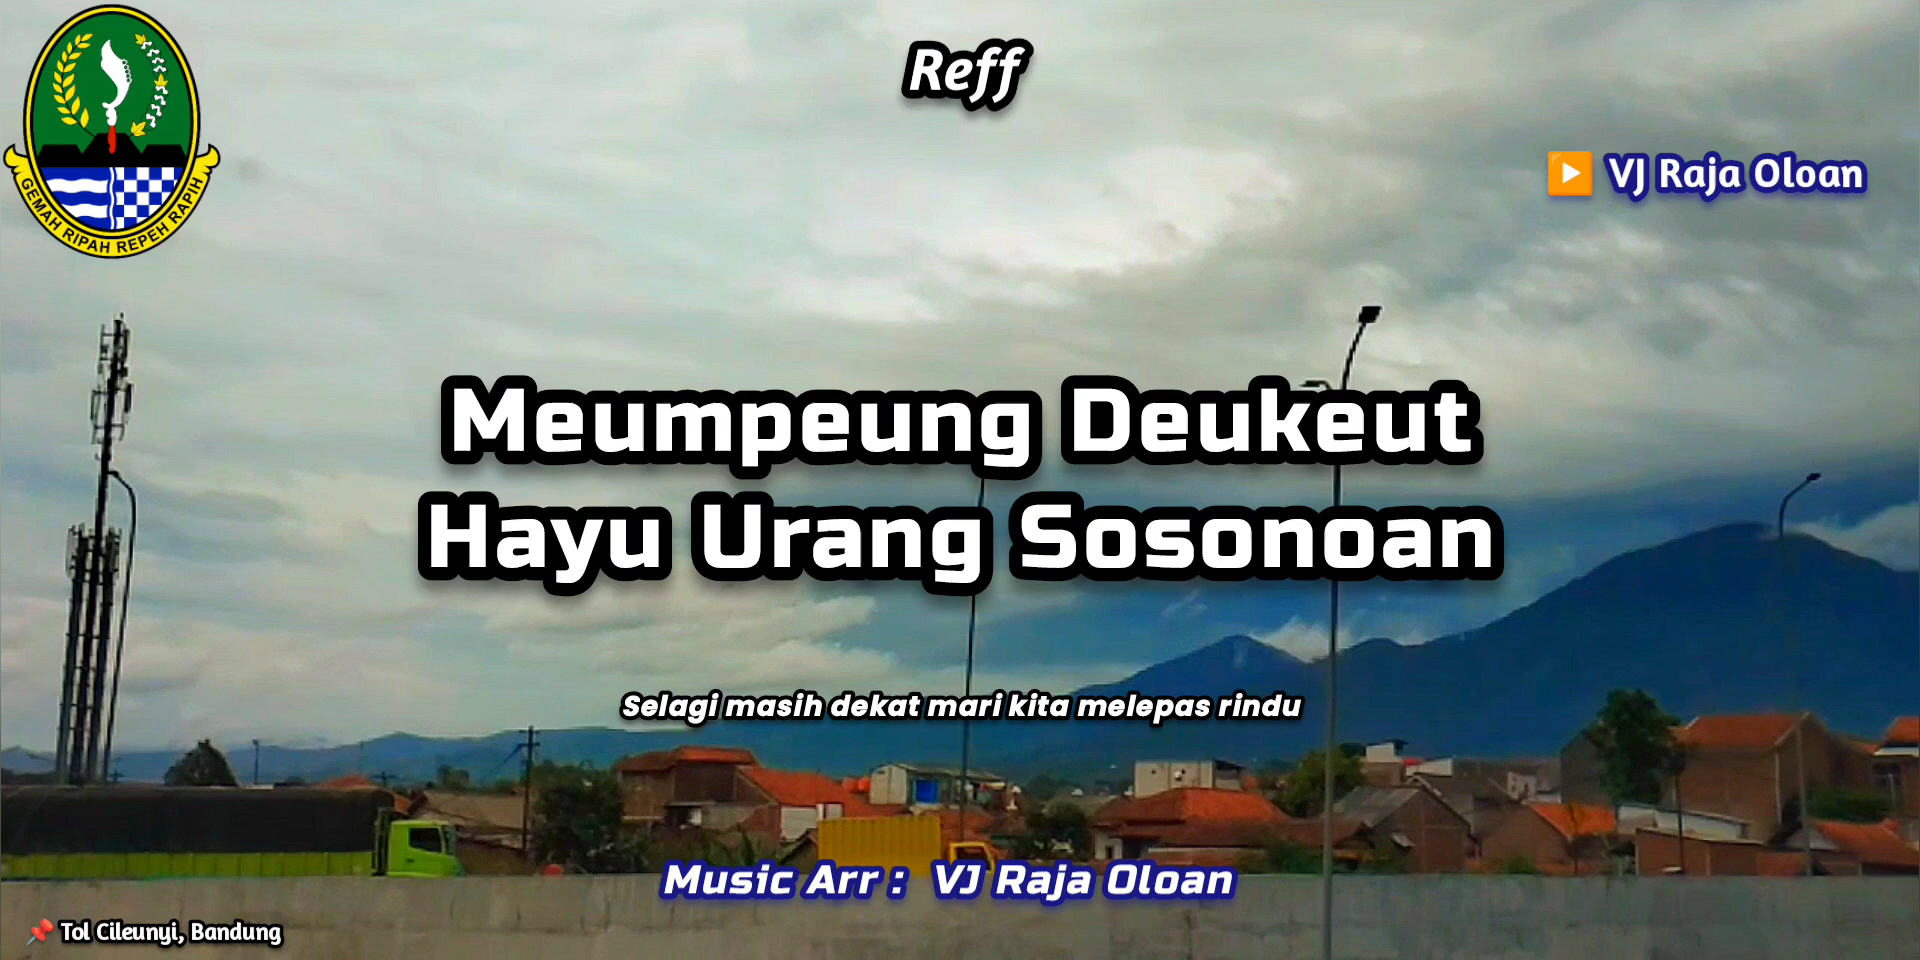 Reff
GEMAH RIPAH REPEH RAPIH
VJ Raja Oloan
Meumpeung Deukeut
Hayu Urang Sosonoan
Selagi masih dekat mari kita melepas rindu
Music Arr : VJ Raja Oloan
Tol Cileunyi, Bandung